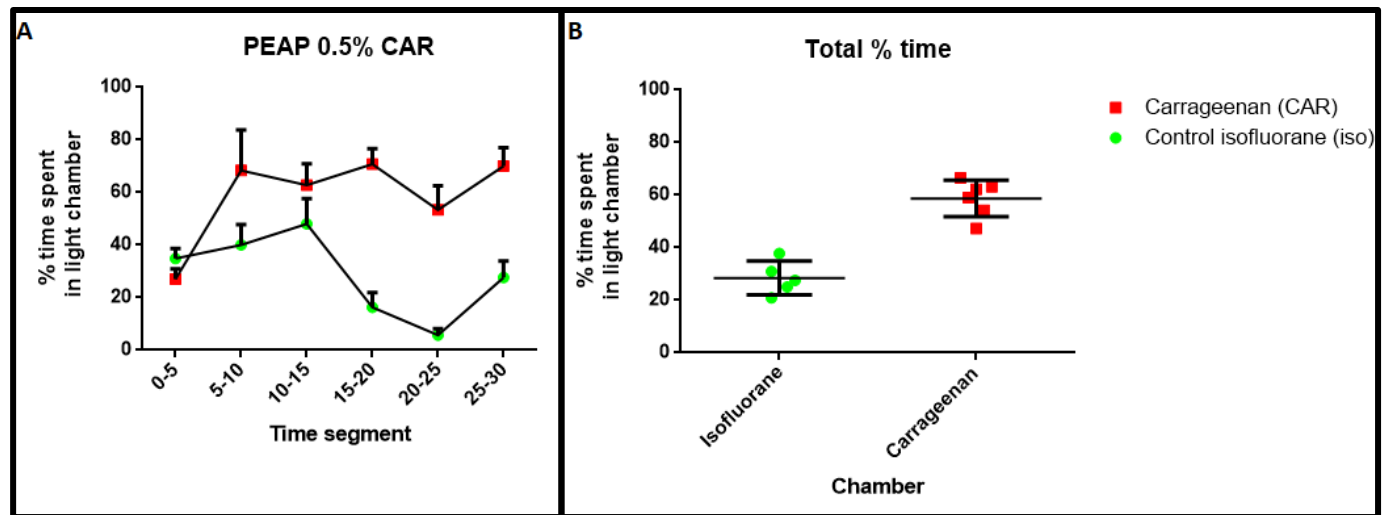 A
PEAP 0.5% CAR
% time spent
in light chamber
100
80
60
40
20
0
0-5
5-10
10-15
15-20
20-25
25-30
Time segment
B
Total % time
% time spent
in light chamber
100
80
60
40
20
0
Isofluorane
Carrageenan
Chamber
Carrageenan (CAR)
Control isofluorane (iso)